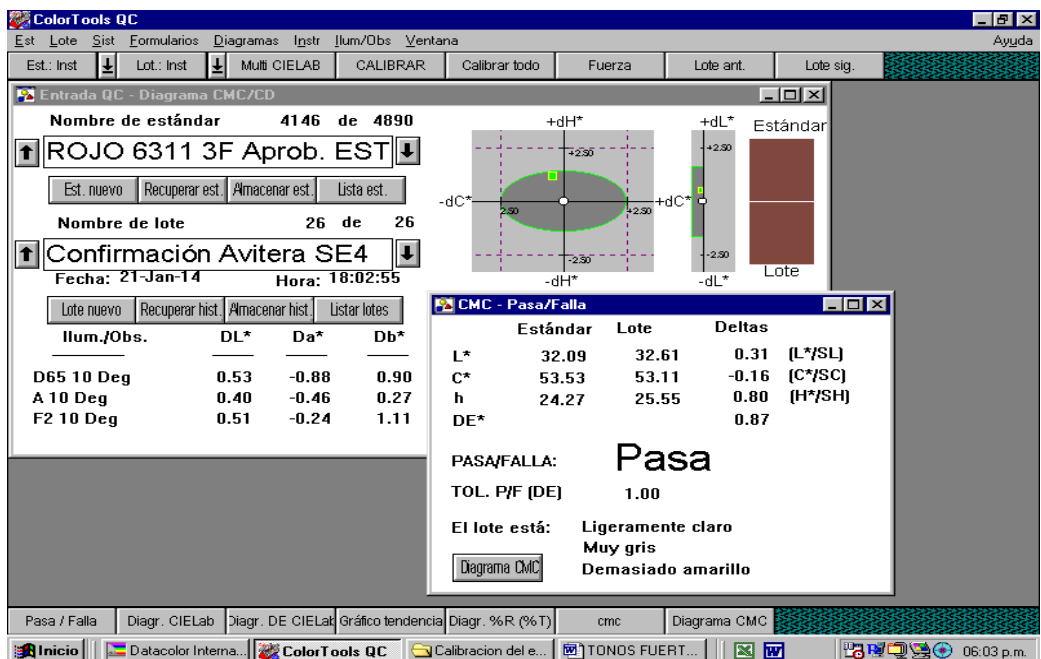 ColorTools QC
Est Lote Sist Formularios Diagramas Instr Ilum/Obs Ventana Ayuda
Est.: Inst Lot.: Inst Multi CIELAB CALIBRAR Calibrar todo Fuerza Lote ant. Lote sig.
Entrada QC - Diagrama CMC/CD
Nombre de estándar 4146 de 4890
ROJO 6311 3F Aprob. EST
Est. nuevo Recuperar est. Almacenar est. Lista est.
Nombre de lote 26 de 26
Confirmación Avitera SE4
Fecha: 21-Jan-14 Hora: 18:02:55
Lote nuevo Recuperar hist. Almacenar hist. Listar lotes
Ilum./Obs. DL* Da* Db*
D65 10 Deg 0.53 -0.88 0.90
A 10 Deg 0.40 -0.46 0.27
F2 10 Deg 0.51 -0.24 1.11
+dH*
+2.50
-dC* 2.50 +2.50 +dC*
-2.50
-dH*
+dL*
+2.50
-2.50
-dL*
Estándar
Lote
CMC - Pasa/Falla
Estándar Lote Deltas
L* 32.09 32.61 0.31 (L*/SL)
C* 53.53 53.11 -0.16 (C*/SC)
h 24.27 25.55 0.80 (H*/SH)
DE* 0.87
PASA/FALLA: Pasa
TOL. P/F (DE) 1.00
El lote está: Ligeramente claro
Muy gris
Diagrama CMC Demasiado amarillo
Pasa / Falla Diagr. CIELab Diagr. DE CIELab Gráfico tendencia Diagr. %R (%T) cmc Diagrama CMC
Inicio Datacolor Interna... ColorTools QC Calibracion del e... TONOS FUERT... 06:03 p.m.